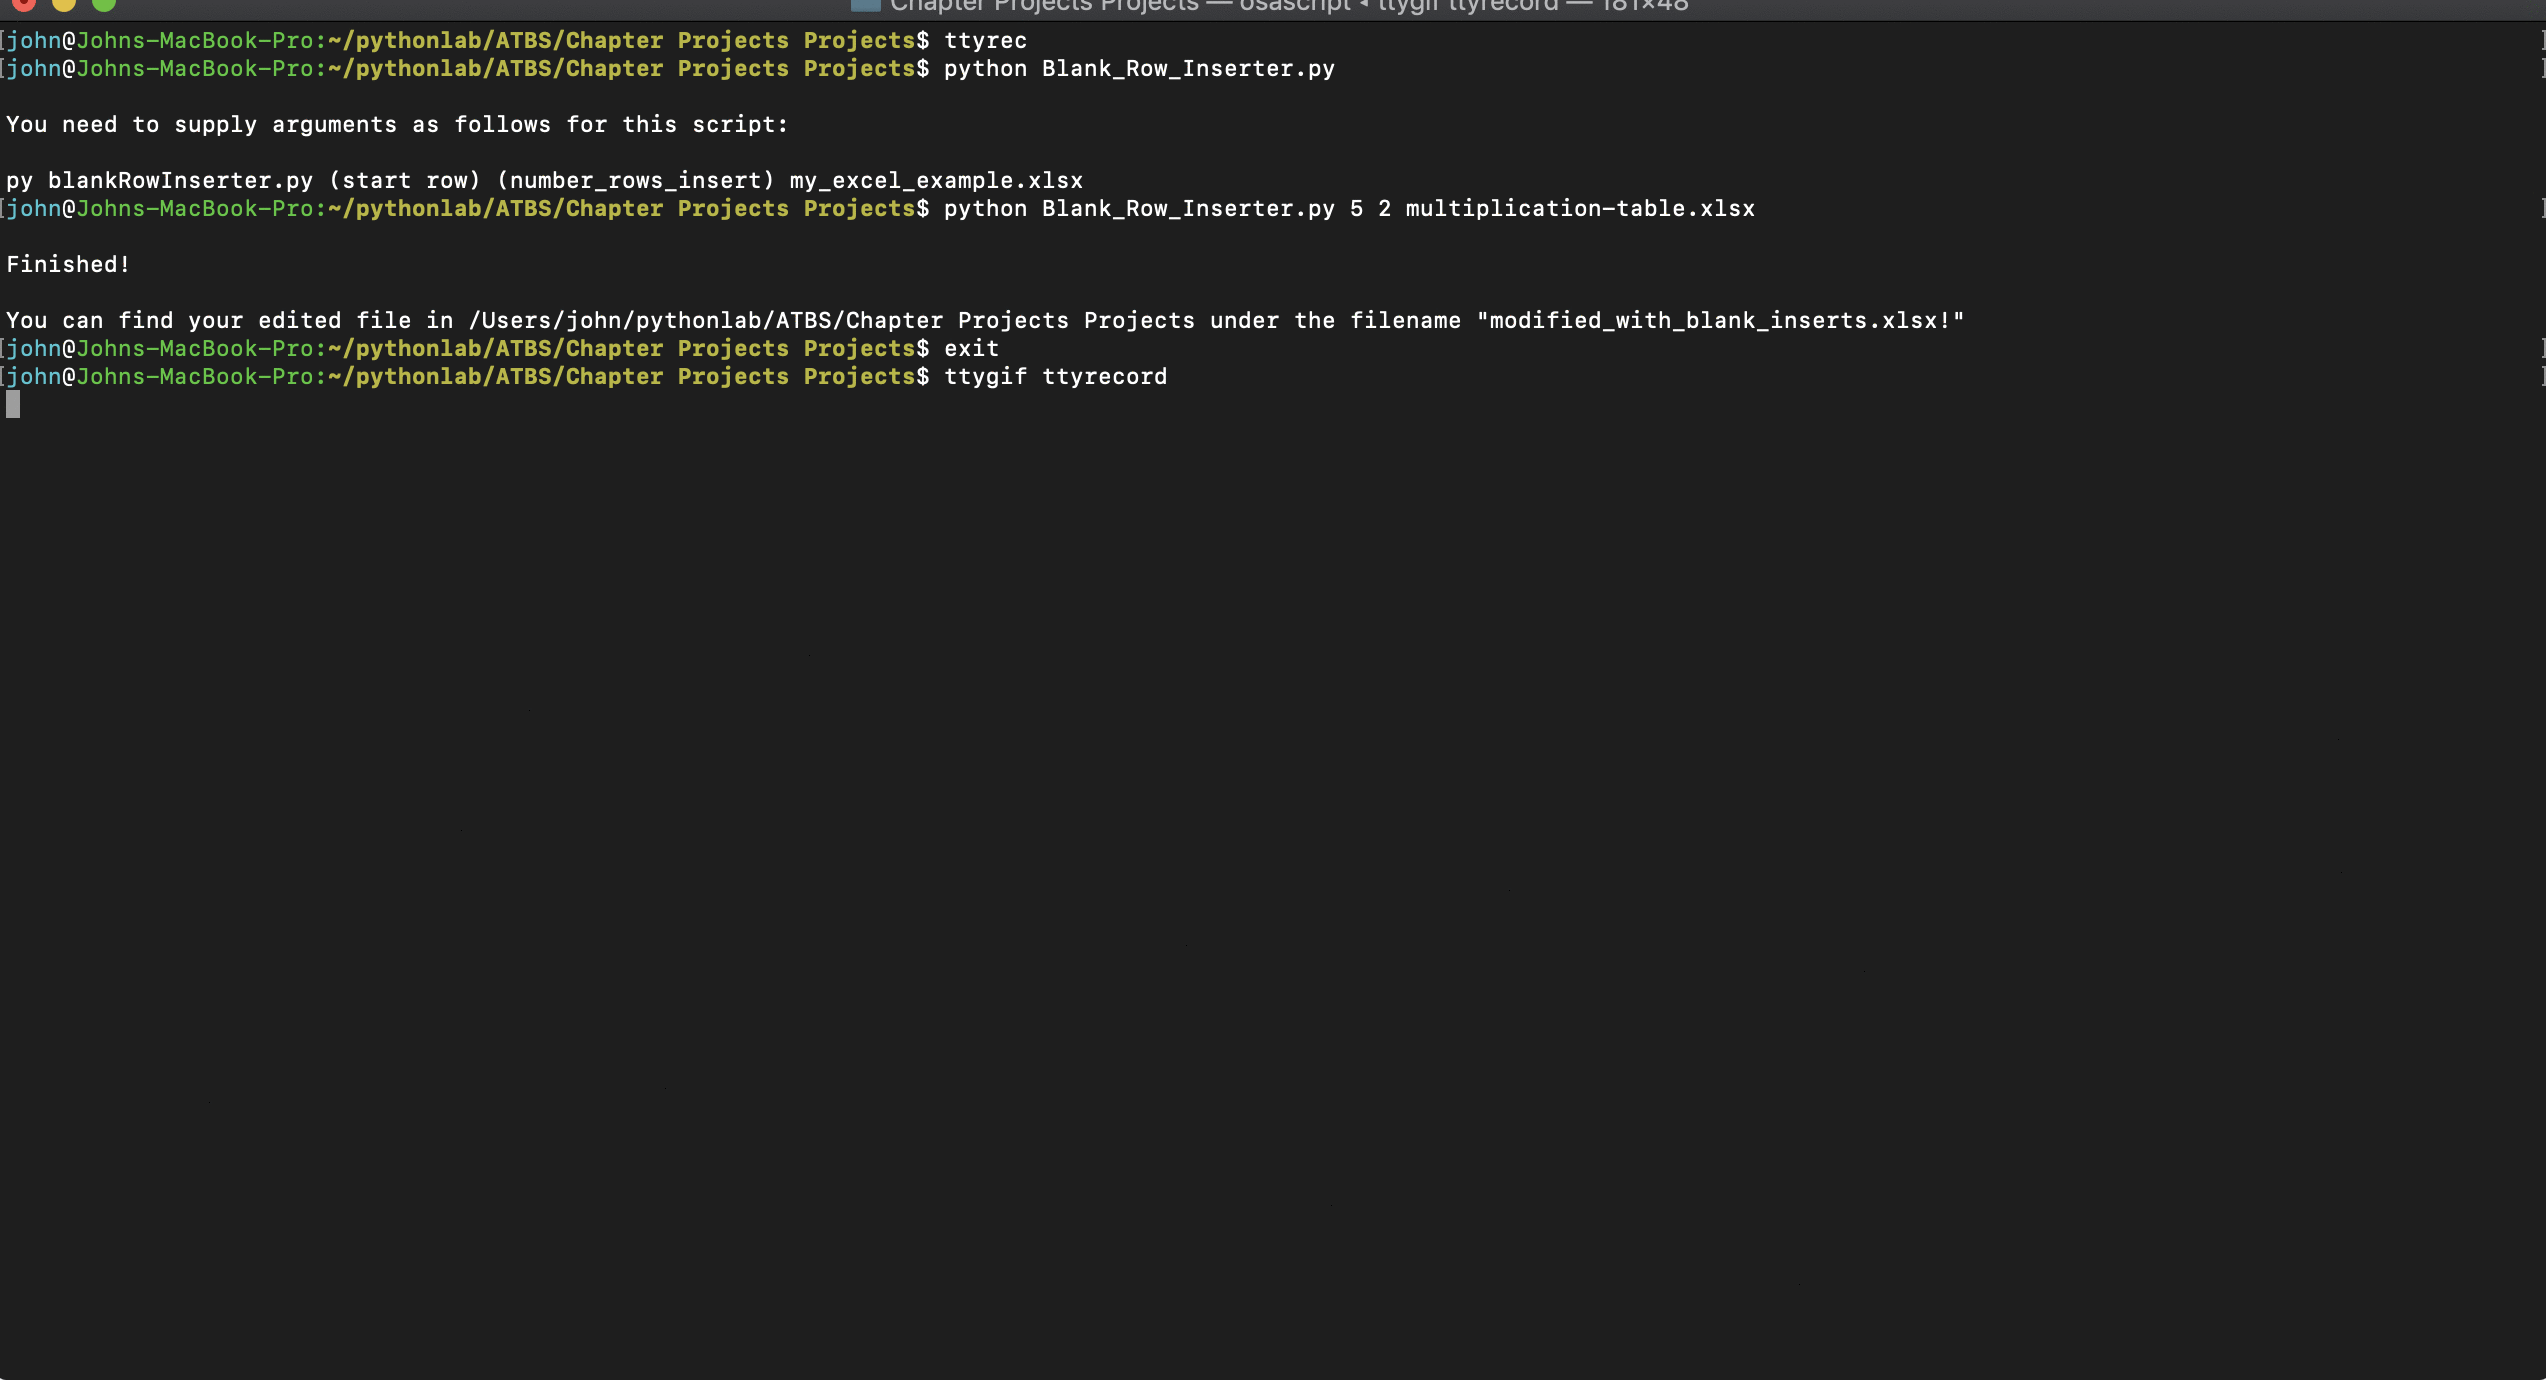 Chapter Projects Projects — osascript ◂ ttygif ttyrecord — 181×48
[john@Johns-MacBook-Pro:~/pythonlab/ATBS/Chapter Projects Projects$ ttyrec ]
[john@Johns-MacBook-Pro:~/pythonlab/ATBS/Chapter Projects Projects$ python Blank_Row_Inserter.py ]
You need to supply arguments as follows for this script:
py blankRowInserter.py (start row) (number_rows_insert) my_excel_example.xlsx
[john@Johns-MacBook-Pro:~/pythonlab/ATBS/Chapter Projects Projects$ python Blank_Row_Inserter.py 5 2 multiplication-table.xlsx ]
Finished!
You can find your edited file in /Users/john/pythonlab/ATBS/Chapter Projects Projects under the filename "modified_with_blank_inserts.xlsx!"
[john@Johns-MacBook-Pro:~/pythonlab/ATBS/Chapter Projects Projects$ exit ]
[john@Johns-MacBook-Pro:~/pythonlab/ATBS/Chapter Projects Projects$ ttygif ttyrecord ]